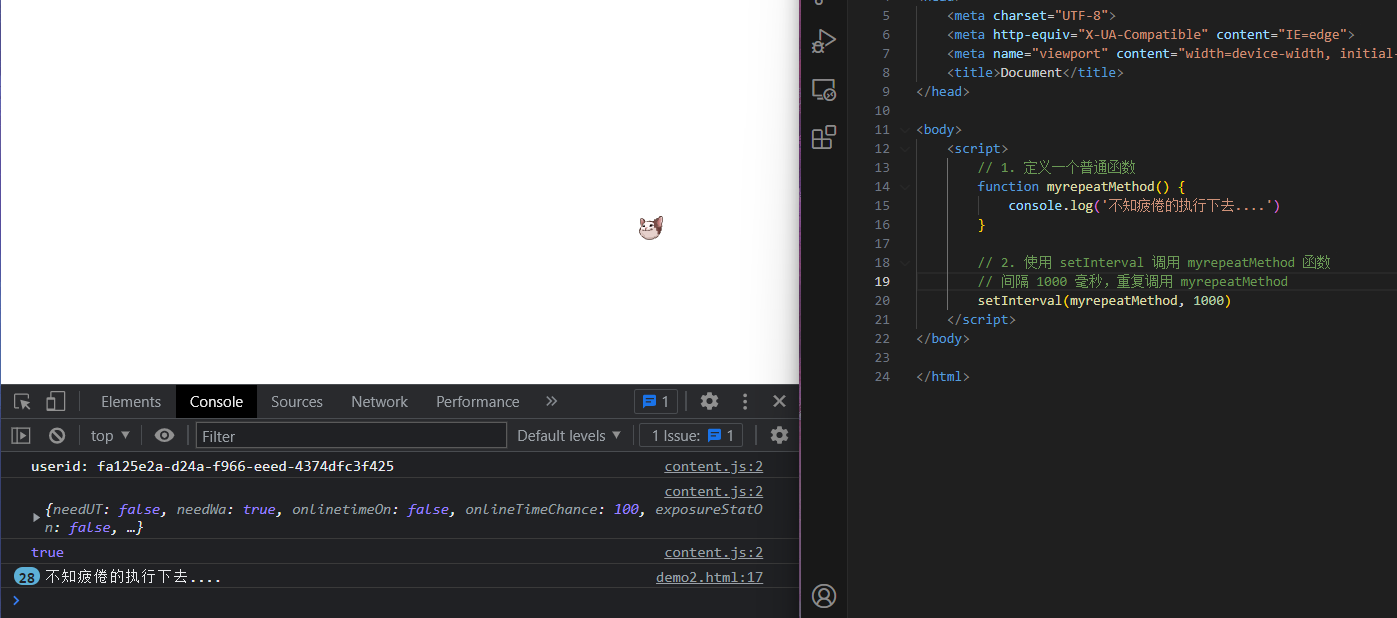 Elements Console Sources Network Performance 1
top Filter Default levels 1 Issue: 1
userid: fa125e2a-d24a-f966-eeed-4374dfc3f425 content.js:2
content.js:2
{needUT: false, needWa: true, onlinetimeOn: false, onlineTimeChance: 100, exposureStatO
n: false, …}
true content.js:2
28 不知疲倦的执行下去.... demo2.html:17
5 <meta charset="UTF-8">
6 <meta http-equiv="X-UA-Compatible" content="IE=edge">
7 <meta name="viewport" content="width=device-width, initial-
8 <title>Document</title>
9 </head>
10
11 <body>
12 <script>
13 // 1. 定义一个普通函数
14 function myrepeatMethod() {
15 console.log('不知疲倦的执行下去....')
16 }
17
18 // 2. 使用 setInterval 调用 myrepeatMethod 函数
19 // 间隔 1000 毫秒，重复调用 myrepeatMethod
20 setInterval(myrepeatMethod, 1000)
21 </script>
22 </body>
23
24 </html>